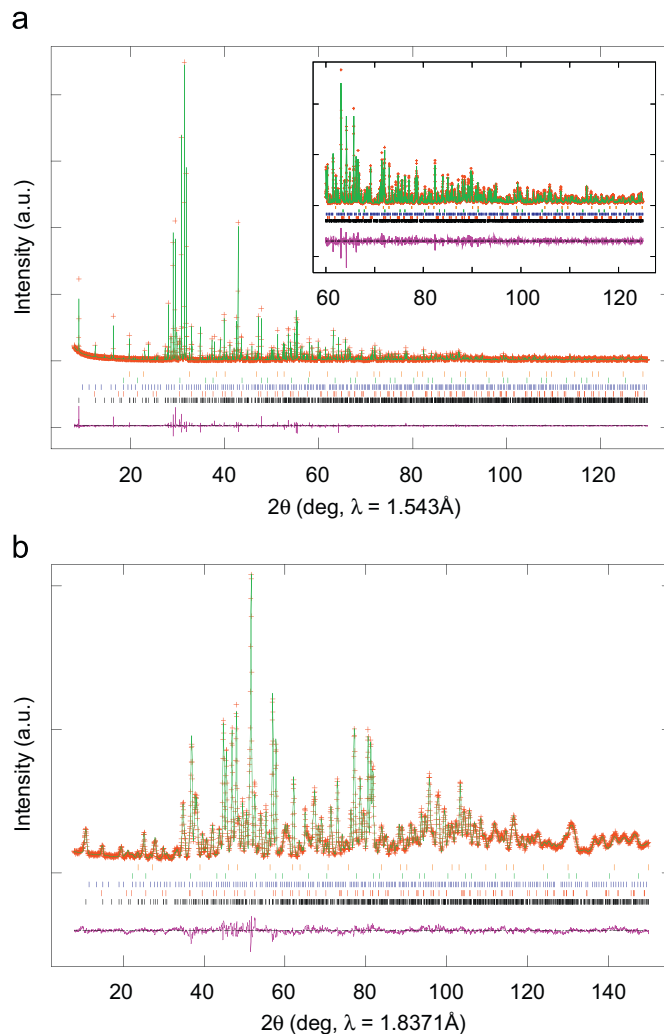 a
Intensity (a.u.)
60 80 100 120
20 40 60 80 100 120
2θ (deg, λ = 1.543Å)
b
Intensity (a.u.)
20 40 60 80 100 120 140
2θ (deg, λ = 1.8371Å)